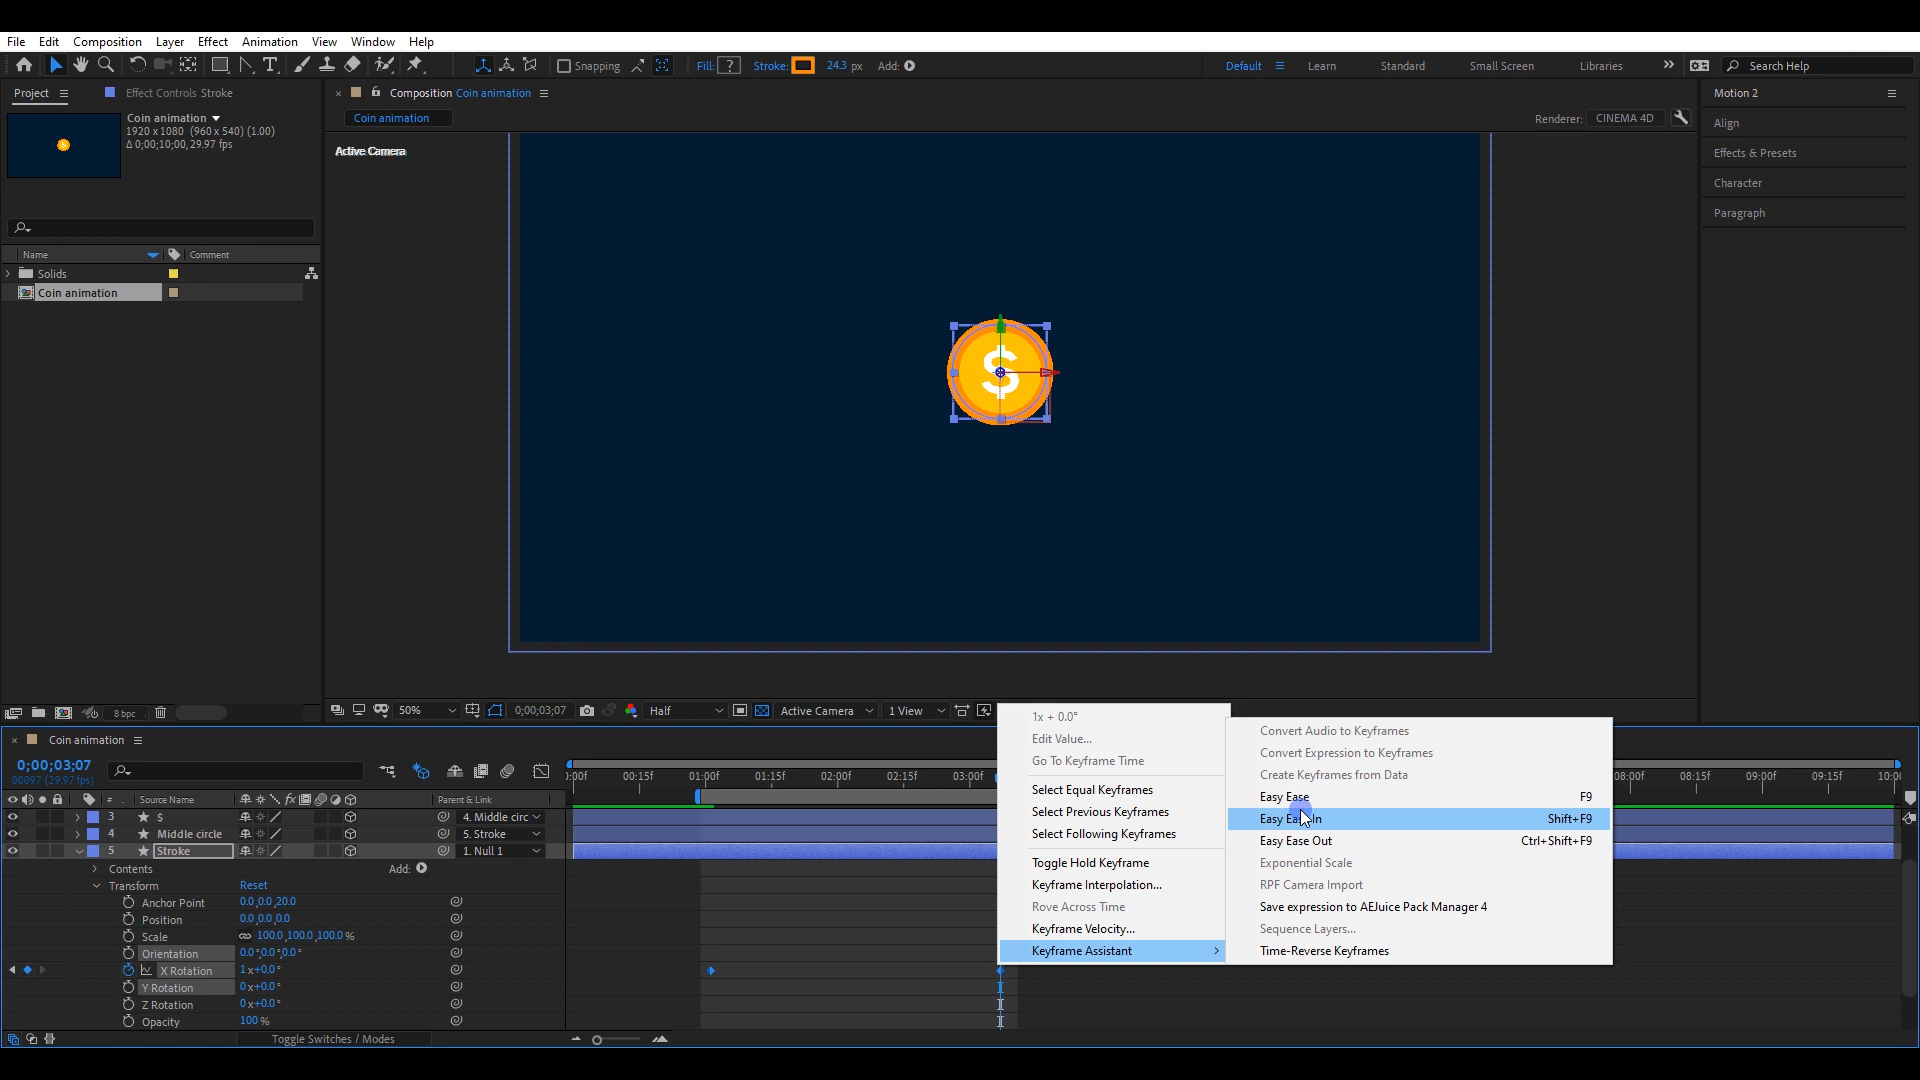 File Edit Composition Layer Effect Animation View Window Help
Snapping Fill: ? Stroke: 24.3 px Add: Default Learn Standard Small Screen Libraries Search Help
Project Effect Controls Stroke
Composition Coin animation
Motion 2
Coin animation
1920 x 1080 (960 x 540) (1.00)
Δ 0;00;10;00, 29.97 fps
Coin animation
Renderer: CINEMA 4D
Align
Active Camera
Effects & Presets
Character
Paragraph
Name Comment
Solids
Coin animation
$
8 bpc
50% 0;00;03;07 Half Active Camera 1 View
1x + 0.0°
Edit Value...
Go To Keyframe Time
Select Equal Keyframes
Select Previous Keyframes
Select Following Keyframes
Toggle Hold Keyframe
Keyframe Interpolation...
Rove Across Time
Keyframe Velocity...
Keyframe Assistant
Convert Audio to Keyframes
Convert Expression to Keyframes
Create Keyframes from Data
Easy Ease F9
Easy Ease In Shift+F9
Easy Ease Out Ctrl+Shift+F9
Exponential Scale
RPF Camera Import
Save expression to AEJuice Pack Manager 4
Sequence Layers...
Time-Reverse Keyframes
Coin animation
0;00;03;07
00097 (29.97 fps)
):00f 00:15f 01:00f 01:15f 02:00f 02:15f 03:00f 08:00f 08:15f 09:00f 09:15f 10:0(
# Source Name fx Parent & Link
3 $ 4. Middle circ
4 Middle circle 5. Stroke
5 Stroke 1. Null 1
Contents Add:
Transform Reset
Anchor Point 0.0,0.0,20.0
Position 0.0,0.0,0.0
Scale 100.0,100.0,100.0%
Orientation 0.0°,0.0°,0.0°
X Rotation 1x+0.0°
Y Rotation 0x+0.0°
Z Rotation 0x+0.0°
Opacity 100%
Toggle Switches / Modes